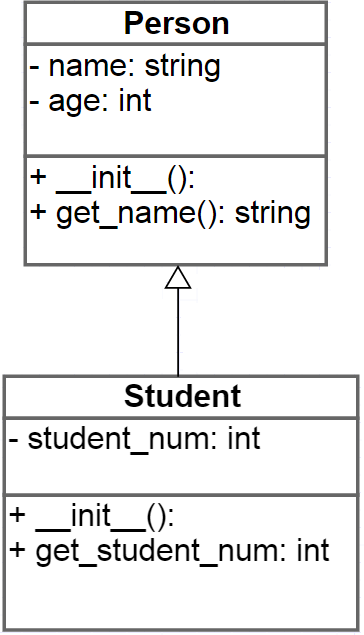 Person
- name: string
- age: int
+ __init__():
+ get_name(): string
Student
- student_num: int
+ __init__():
+ get_student_num: int